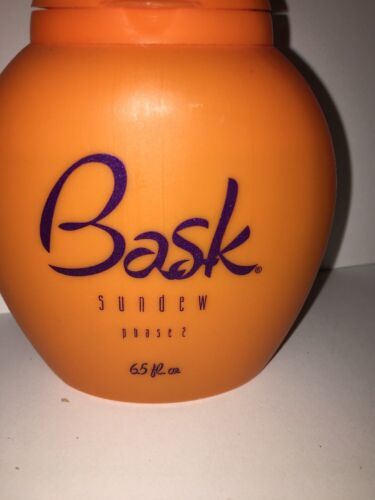 Bask®
sundew
phase 2
6.5 fl. oz